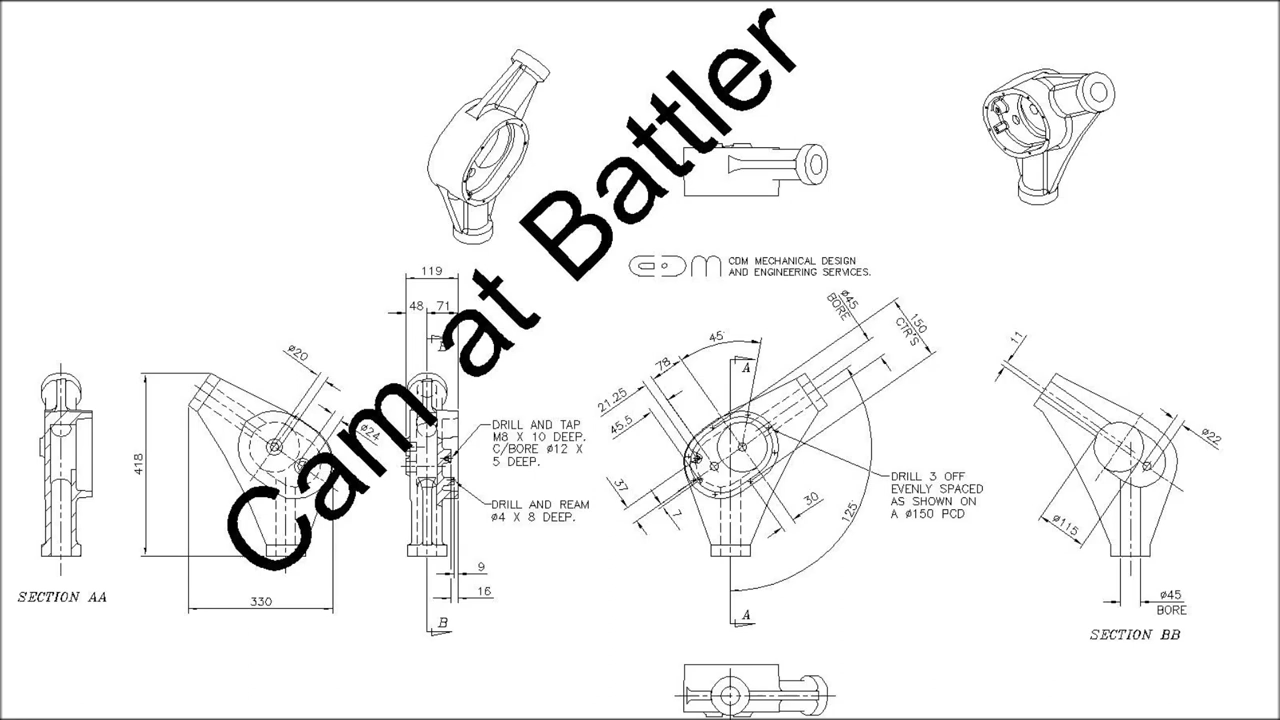 Cam at Battler
CDM
CDM MECHANICAL DESIGN
AND ENGINEERING SERVICES.
119
48
71
ø45
BORE
150
CTR'S
45°
78
A
11
ø20
21.25
45.5
ø24
DRILL AND TAP
M8 X 10 DEEP.
C/BORE ø12 X
5 DEEP.
ø22
418
37
DRILL 3 OFF
EVENLY SPACED
AS SHOWN ON
A ø150 PCD
DRILL AND REAM
ø4 X 8 DEEP.
7
30
125°
ø115
9
16
SECTION AA
330
B
A
ø45
BORE
SECTION BB